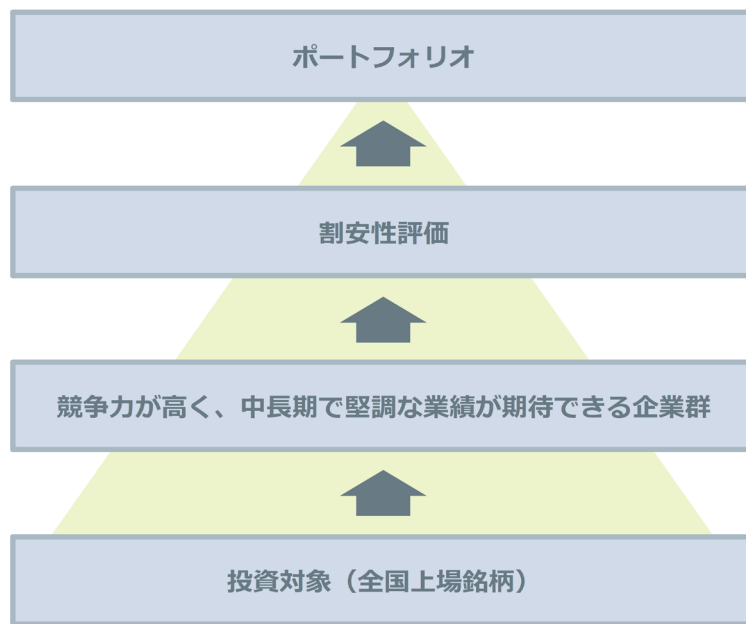 ポートフォリオ
割安性評価
競争力が高く、中長期で堅調な業績が期待できる企業群
投資対象（全国上場銘柄）